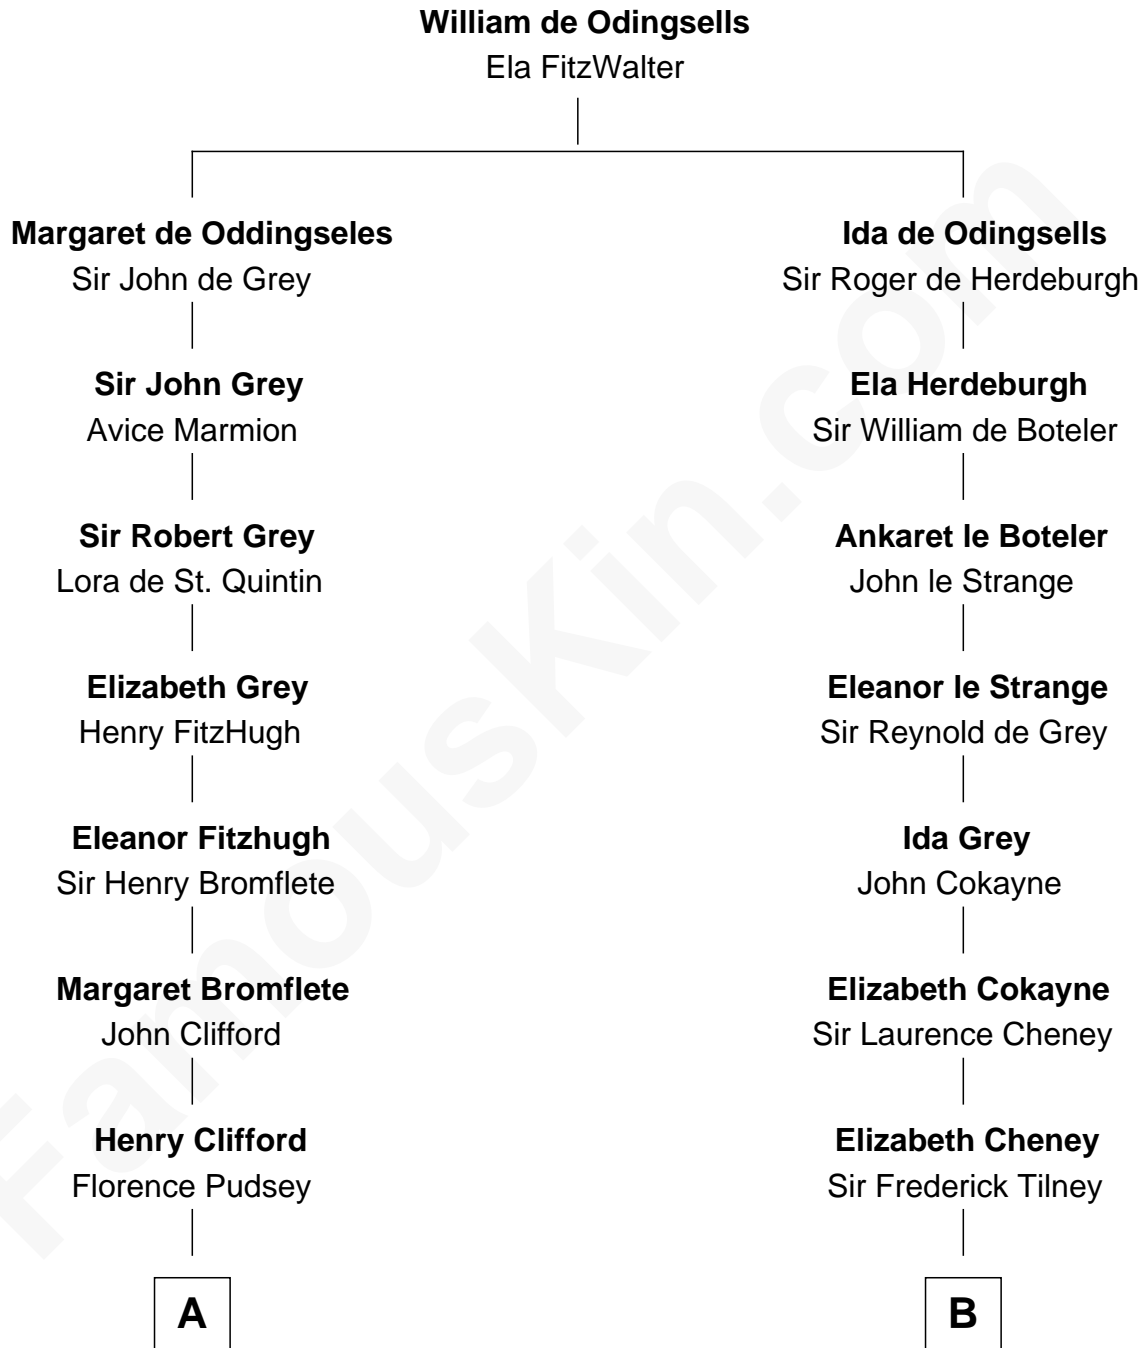 William de Odingsells
Ela FitzWalter
Margaret de Oddingseles
Sir John de Grey
Ida de Odingsells
Sir Roger de Herdeburgh
Sir John Grey
Avice Marmion
Ela Herdeburgh
Sir William de Boteler
Sir Robert Grey
Lora de St. Quintin
Ankaret le Boteler
John le Strange
Elizabeth Grey
Henry FitzHugh
Eleanor le Strange
Sir Reynold de Grey
Eleanor Fitzhugh
Sir Henry Bromflete
Ida Grey
John Cokayne
Margaret Bromflete
John Clifford
Elizabeth Cokayne
Sir Laurence Cheney
Henry Clifford
Florence Pudsey
Elizabeth Cheney
Sir Frederick Tilney
A
B
FamousKin.com